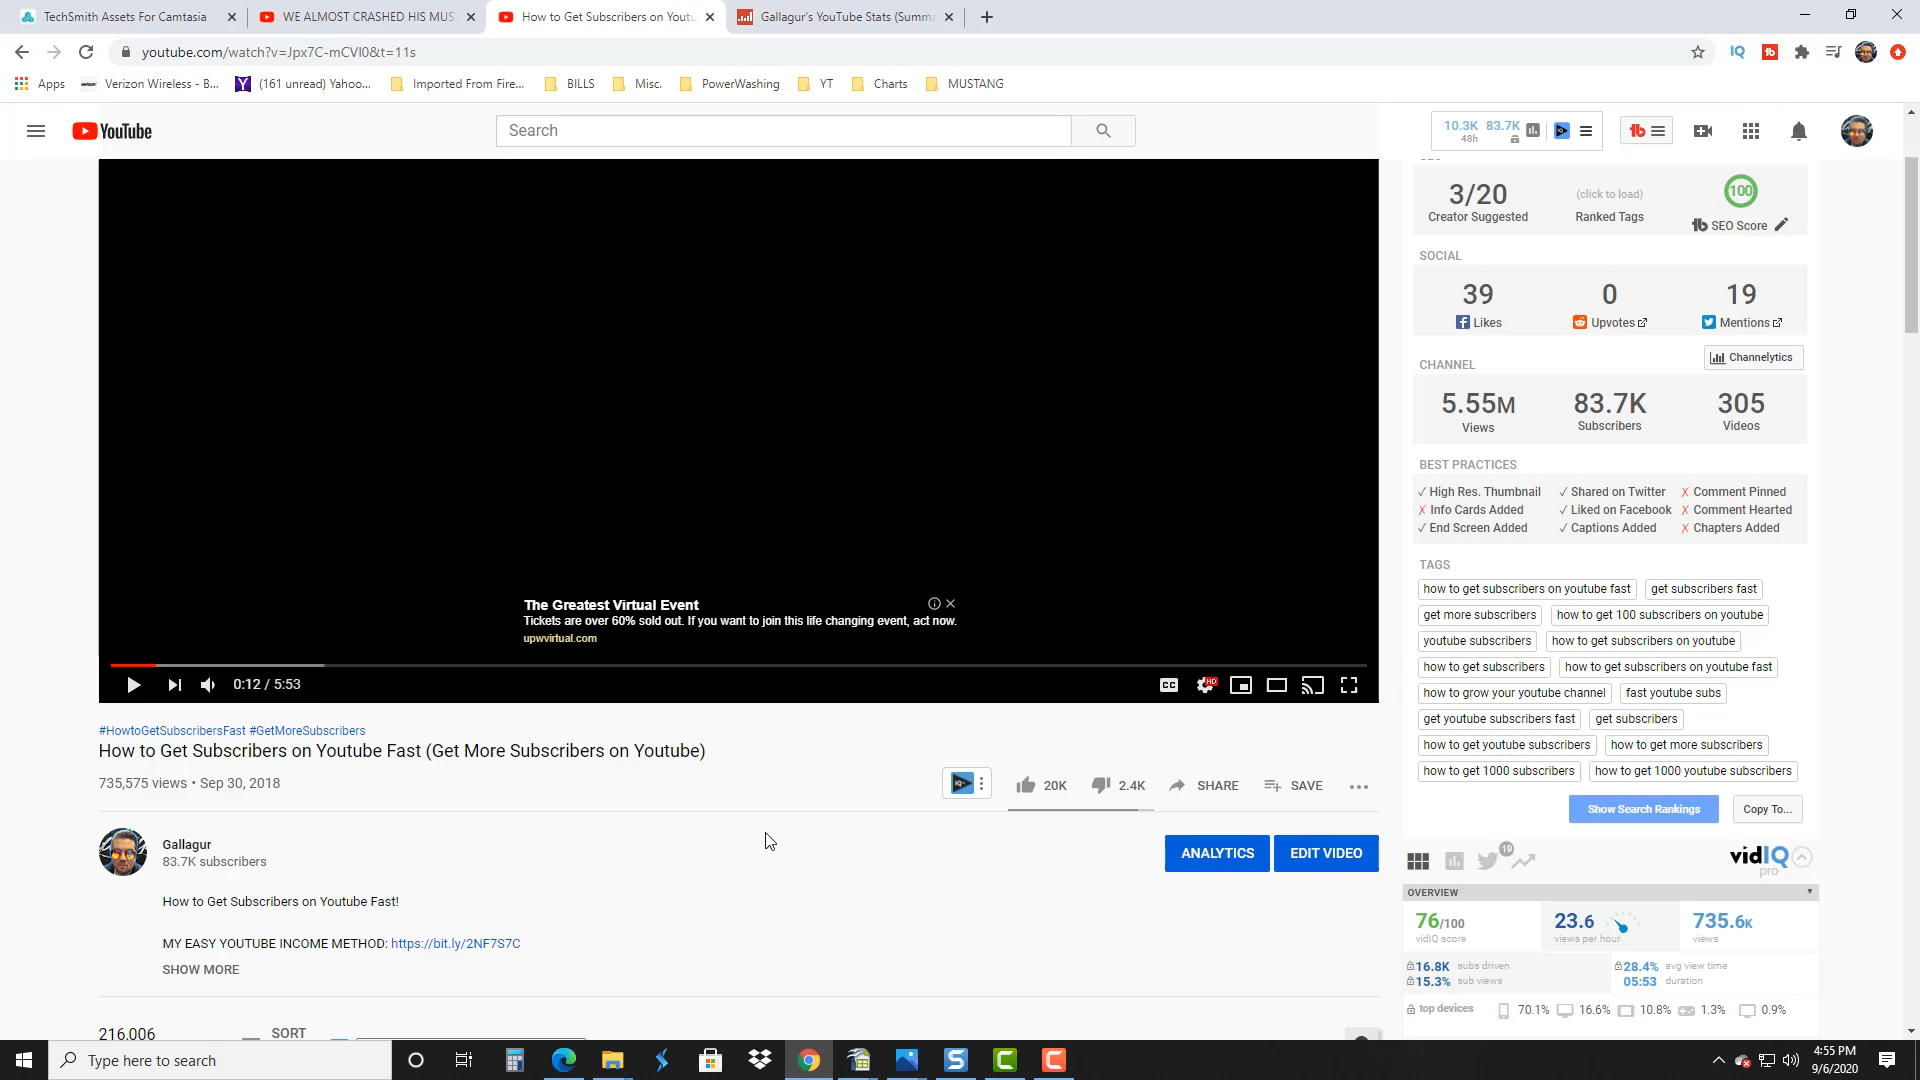 TechSmith Assets For Camtasia
WE ALMOST CRASHED HIS MUS
How to Get Subscribers on Youtu
Gallagur's YouTube Stats (Summa
youtube.com/watch?v=Jpx7C-mCVI0&t=11s
Apps
Verizon Wireless - B...
(161 unread) Yahoo...
Imported From Fire...
BILLS
Misc.
PowerWashing
YT
Charts
MUSTANG
YouTube
Search
10.3K 83.7K
48h
3/20
Creator Suggested
(click to load)
Ranked Tags
100
SEO Score
SOCIAL
39
Likes
0
Upvotes
19
Mentions
CHANNEL
Channelytics
5.55M
Views
83.7K
Subscribers
305
Videos
BEST PRACTICES
✓ High Res. Thumbnail ✓ Shared on Twitter ✗ Comment Pinned
✗ Info Cards Added ✓ Liked on Facebook ✗ Comment Hearted
✓ End Screen Added ✓ Captions Added ✗ Chapters Added
TAGS
how to get subscribers on youtube fast get subscribers fast
get more subscribers how to get 100 subscribers on youtube
youtube subscribers how to get subscribers on youtube
how to get subscribers how to get subscribers on youtube fast
how to grow your youtube channel fast youtube subs
get youtube subscribers fast get subscribers
how to get youtube subscribers how to get more subscribers
how to get 1000 subscribers how to get 1000 youtube subscribers
Show Search Rankings Copy To...
19
vidIQ
pro
OVERVIEW
76/100
vidIQ score
23.6
views per hour
735.6K
views
16.8K subs driven 28.4% avg view time
15.3% sub views 05:53 duration
top devices 70.1% 16.6% 10.8% 1.3% 0.9%
The Greatest Virtual Event
Tickets are over 60% sold out. If you want to join this life changing event, act now.
upwvirtual.com
0:12 / 5:53
CC
HD
#HowtoGetSubscribersFast #GetMoreSubscribers
How to Get Subscribers on Youtube Fast (Get More Subscribers on Youtube)
735,575 views • Sep 30, 2018
20K 2.4K SHARE SAVE
Gallagur
83.7K subscribers
ANALYTICS EDIT VIDEO
How to Get Subscribers on Youtube Fast!
MY EASY YOUTUBE INCOME METHOD: https://bit.ly/2NF7S7C
SHOW MORE
216,006
SORT
Type here to search
4:55 PM
9/6/2020